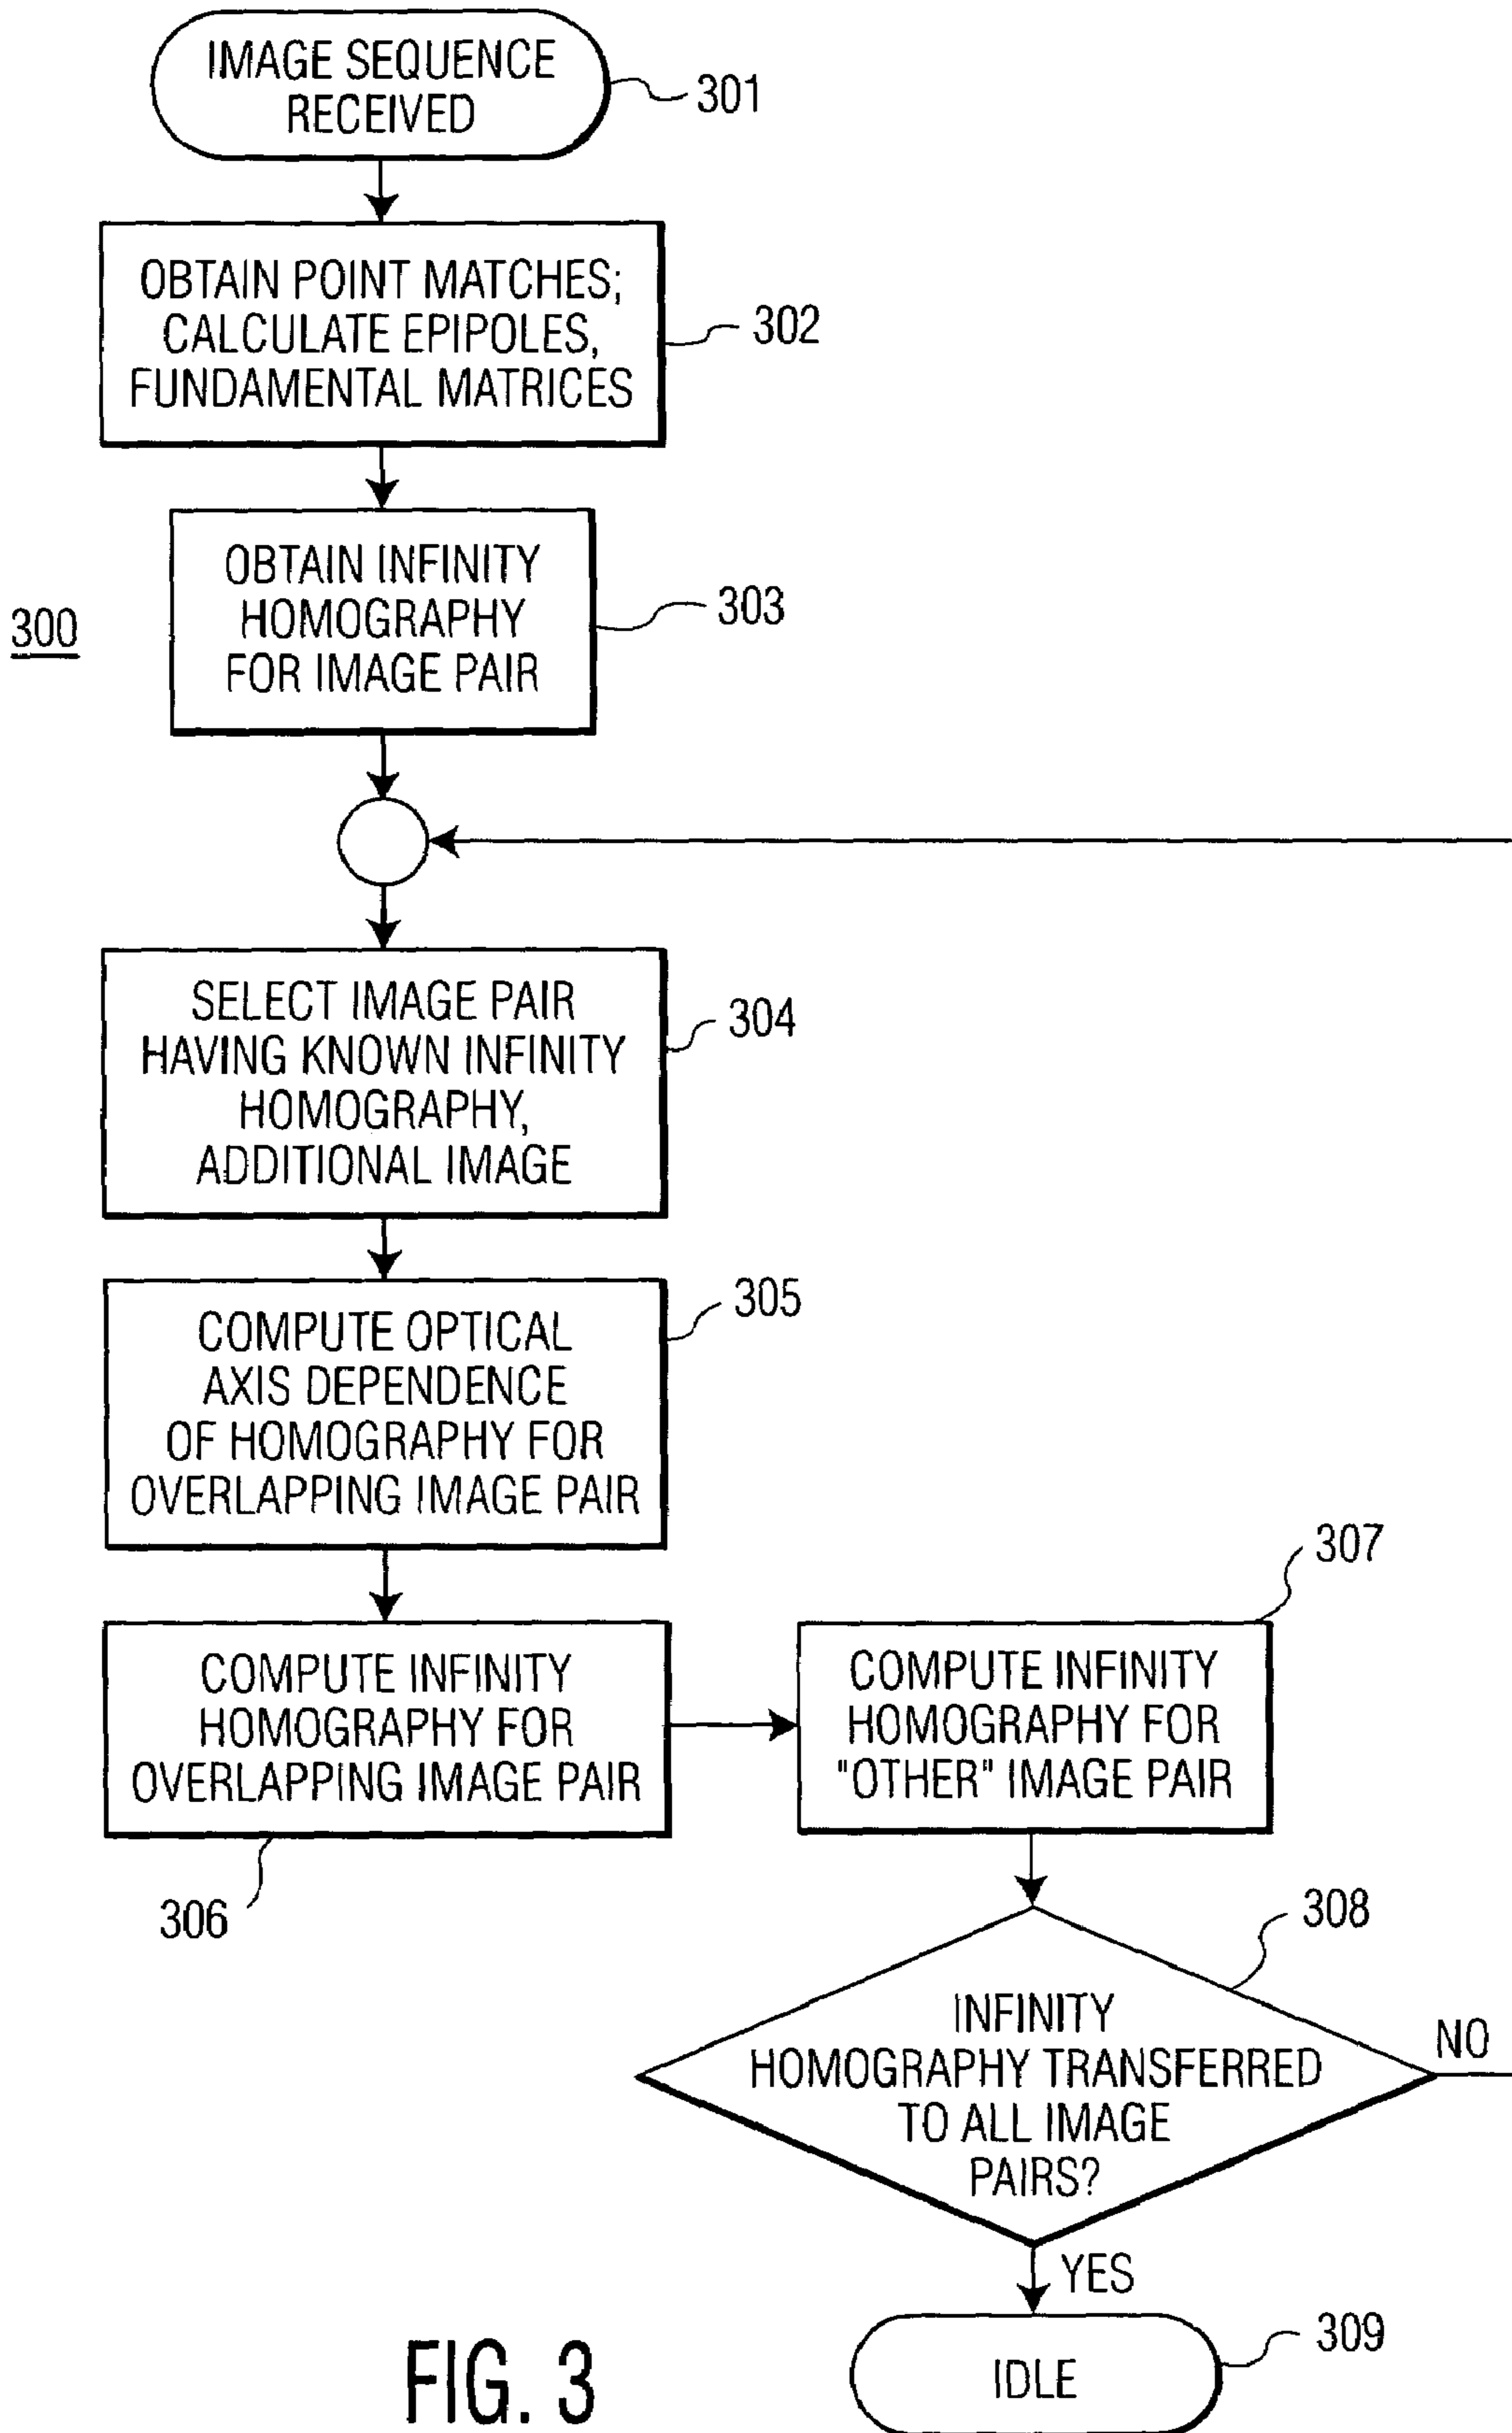 IMAGE SEQUENCE
RECEIVED
301
OBTAIN POINT MATCHES;
CALCULATE EPIPOLES,
FUNDAMENTAL MATRICES
302
OBTAIN INFINITY
HOMOGRAPHY
FOR IMAGE PAIR
303
300
SELECT IMAGE PAIR
HAVING KNOWN INFINITY
HOMOGRAPHY,
ADDITIONAL IMAGE
304
COMPUTE OPTICAL
AXIS DEPENDENCE
OF HOMOGRAPHY FOR
OVERLAPPING IMAGE PAIR
305
COMPUTE INFINITY
HOMOGRAPHY FOR
OVERLAPPING IMAGE PAIR
306
COMPUTE INFINITY
HOMOGRAPHY FOR
"OTHER" IMAGE PAIR
307
INFINITY
HOMOGRAPHY TRANSFERRED
TO ALL IMAGE
PAIRS?
308
NO
YES
IDLE
309
FIG. 3